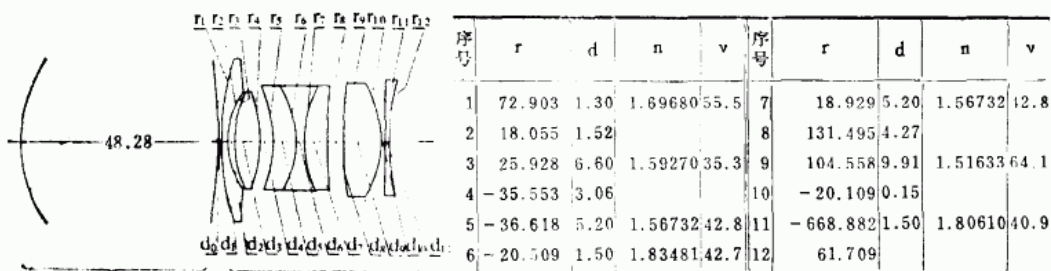 r₁ r₂ r₃ r₄ r₅ r₆ r₇ r₈ r₉ r₁₀ r₁₁ r₁₂
48.28
d₀ d₁ d₂ d₃ d₄ d₅ d₆ d₇ d₈ d₉ d₁₀
序号 r d n ν 序号 r d n ν
1 72.903 1.30 1.69680 55.5 7 18.929 5.20 1.56732 42.8
2 18.055 1.52 8 131.495 4.27
3 25.928 6.60 1.59270 35.3 9 104.558 9.91 1.51633 64.1
4 -35.553 3.06 10 -20.109 0.15
5 -36.618 5.20 1.56732 42.8 11 -668.882 1.50 1.80610 40.9
6 -20.509 1.50 1.83481 42.7 12 61.709